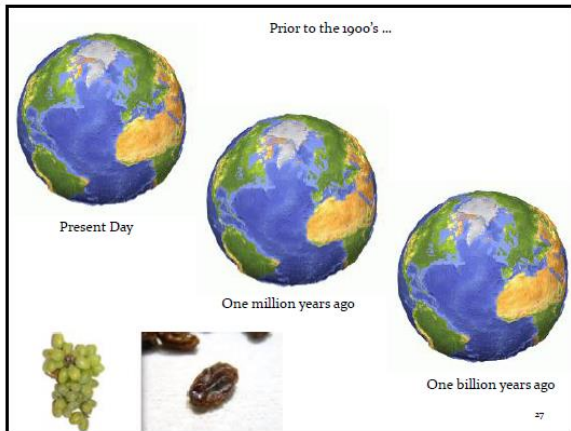 Prior to the 1900's ...
Present Day
One million years ago
One billion years ago
27